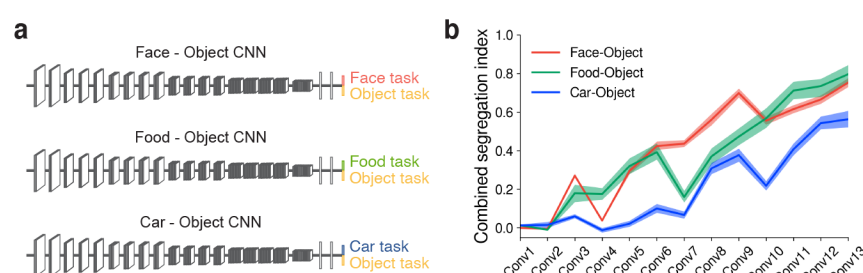 a
Face - Object CNN
Face task
Object task
Food - Object CNN
Food task
Object task
Car - Object CNN
Car task
Object task
b
Combined segregation index
1.0
0.8
0.6
0.4
0.2
0.0
Face-Object
Food-Object
Car-Object
Conv1
Conv2
Conv3
Conv4
Conv5
Conv6
Conv7
Conv8
Conv9
Conv10
Conv11
Conv12
Conv13